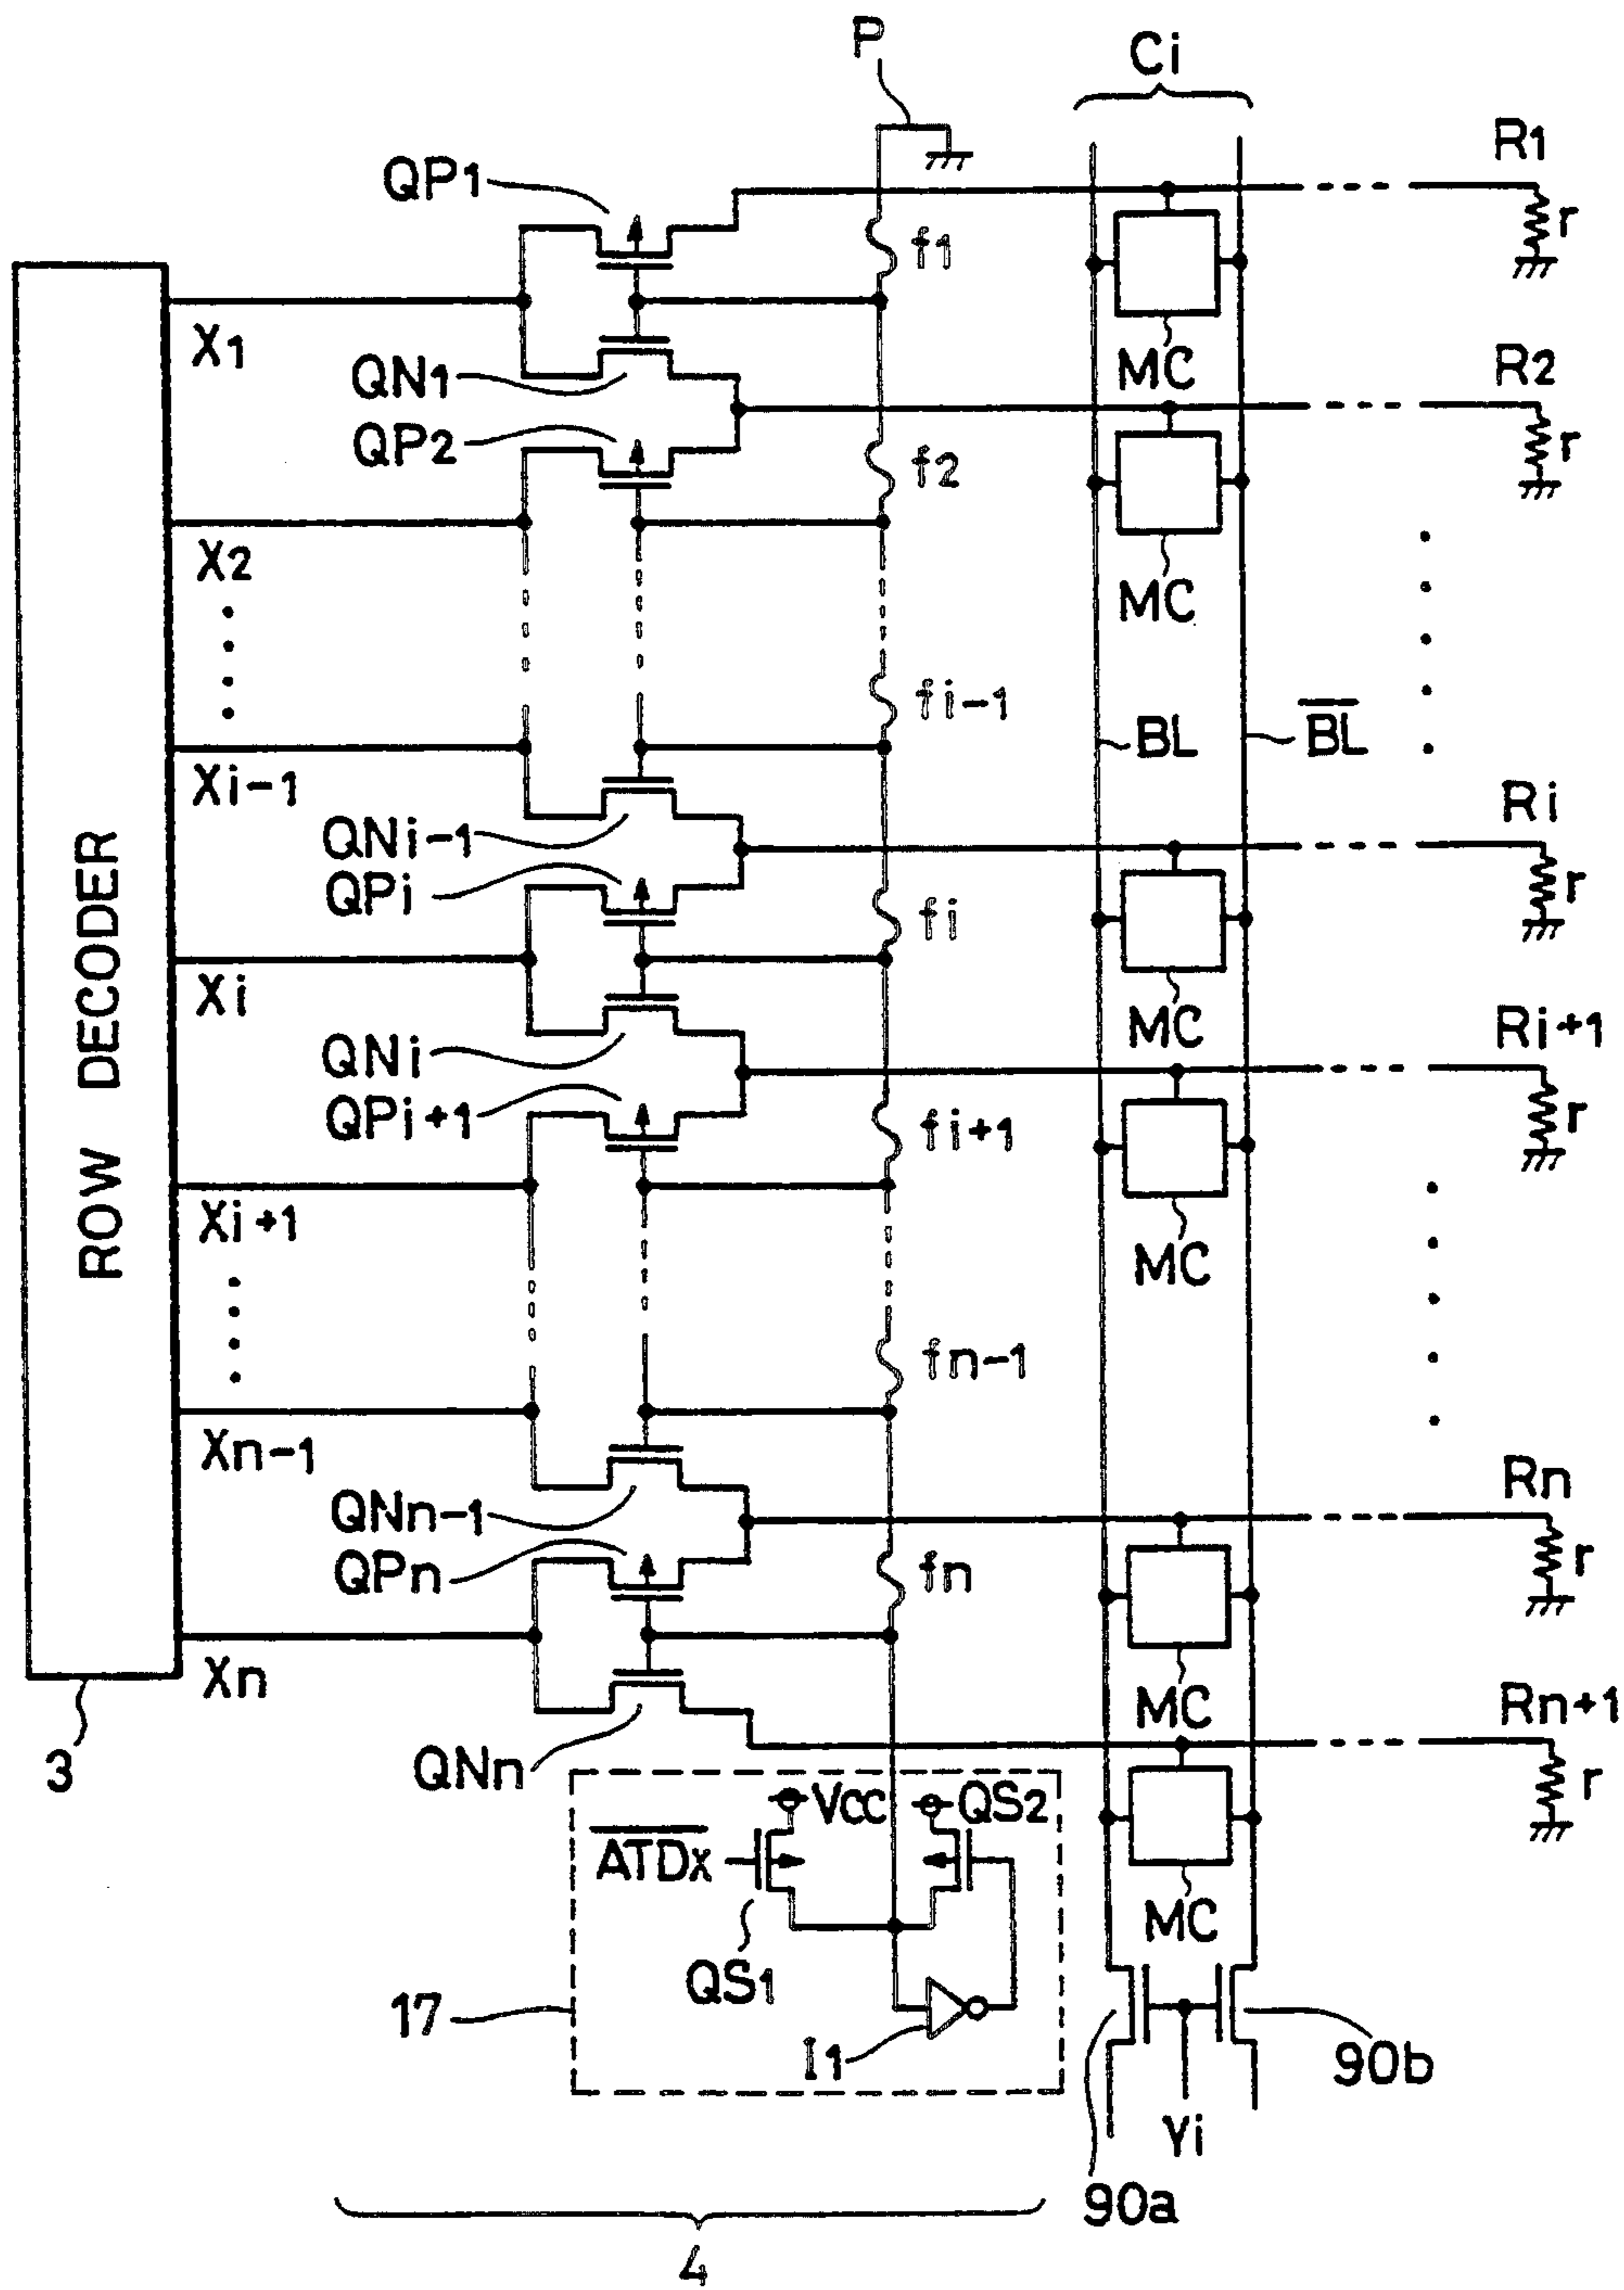 P
Ci
R1
QP1
r
f1
X1
MC
QN1
R2
QP2
f2
r
X2
MC
fi-1
BL
B̅L̅
Xi-1
Ri
QNi-1
QPi
r
fi
Xi
MC
Ri+1
QNi
QPi+1
fi+1
r
Xi+1
MC
ROW DECODER
fn-1
Xn-1
Rn
QNn-1
QPn
fn
r
Xn
MC
Rn+1
3
QNn
VCC
QS2
r
A̅T̅D̅x̅
MC
QS1
17
I1
90b
Yi
90a
4